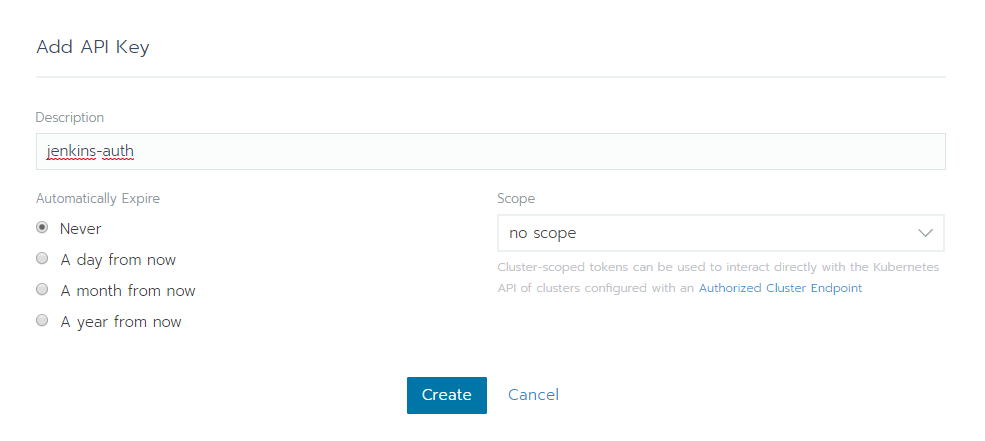 Add API Key
Description
jenkins-auth
Automatically Expire
Never
A day from now
A month from now
A year from now
Scope
no scope
Cluster-scoped tokens can be used to interact directly with the Kubernetes
API of clusters configured with an Authorized Cluster Endpoint
Create Cancel